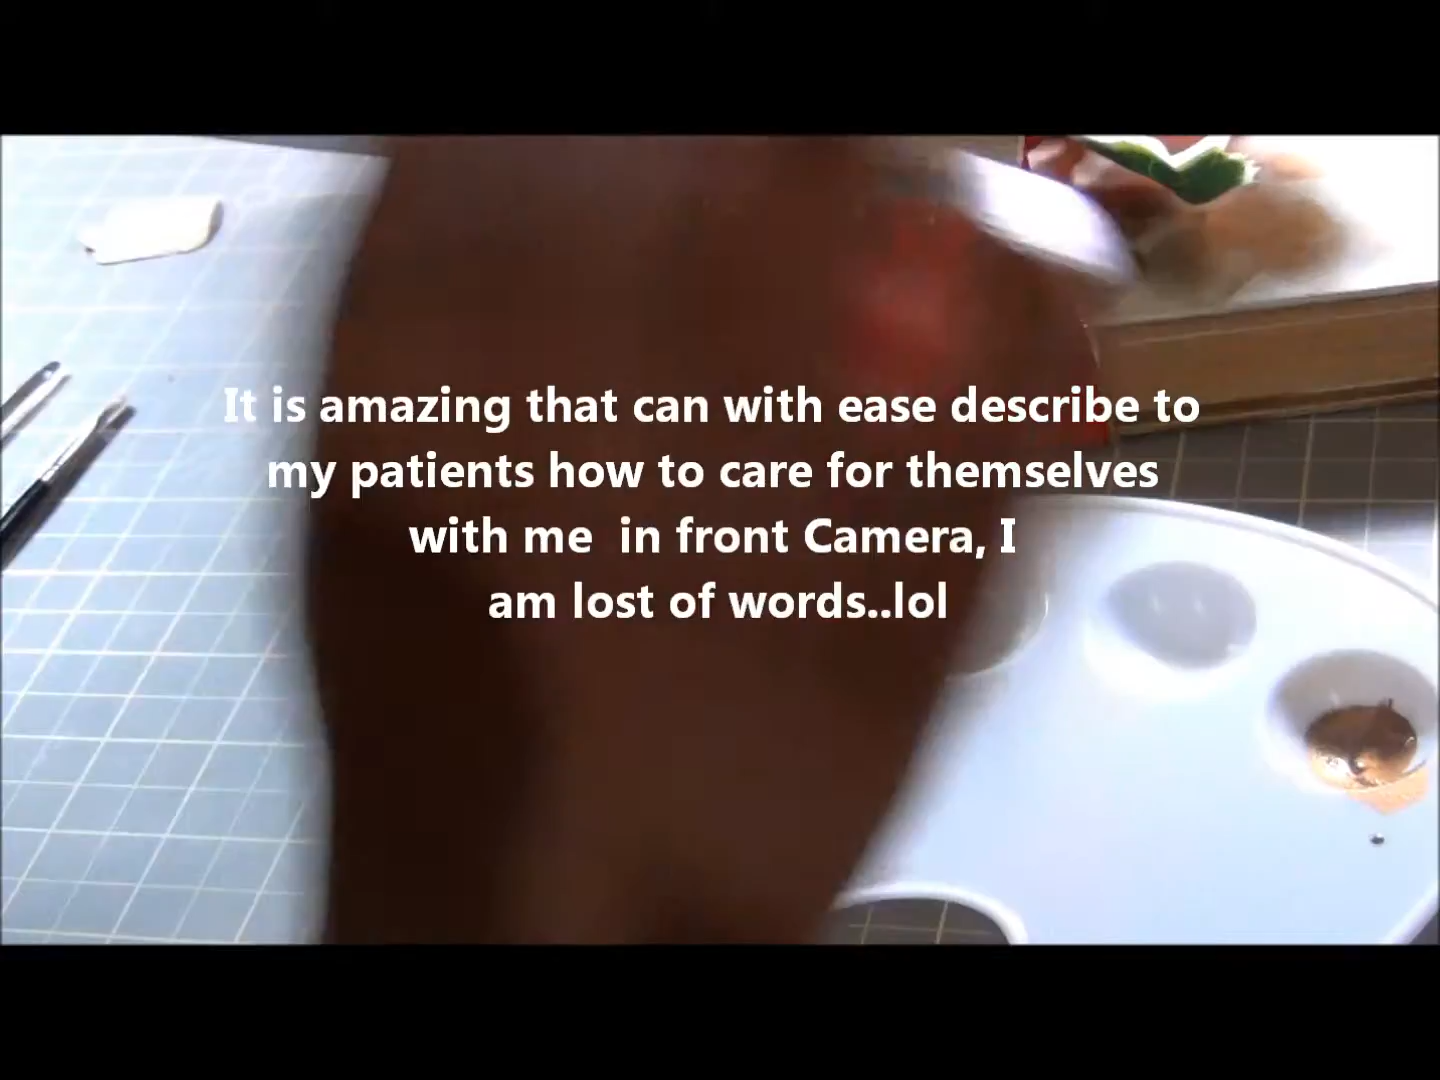 It is amazing that can with ease describe to
my patients how to care for themselves
with me  in front Camera, I
am lost of words..lol